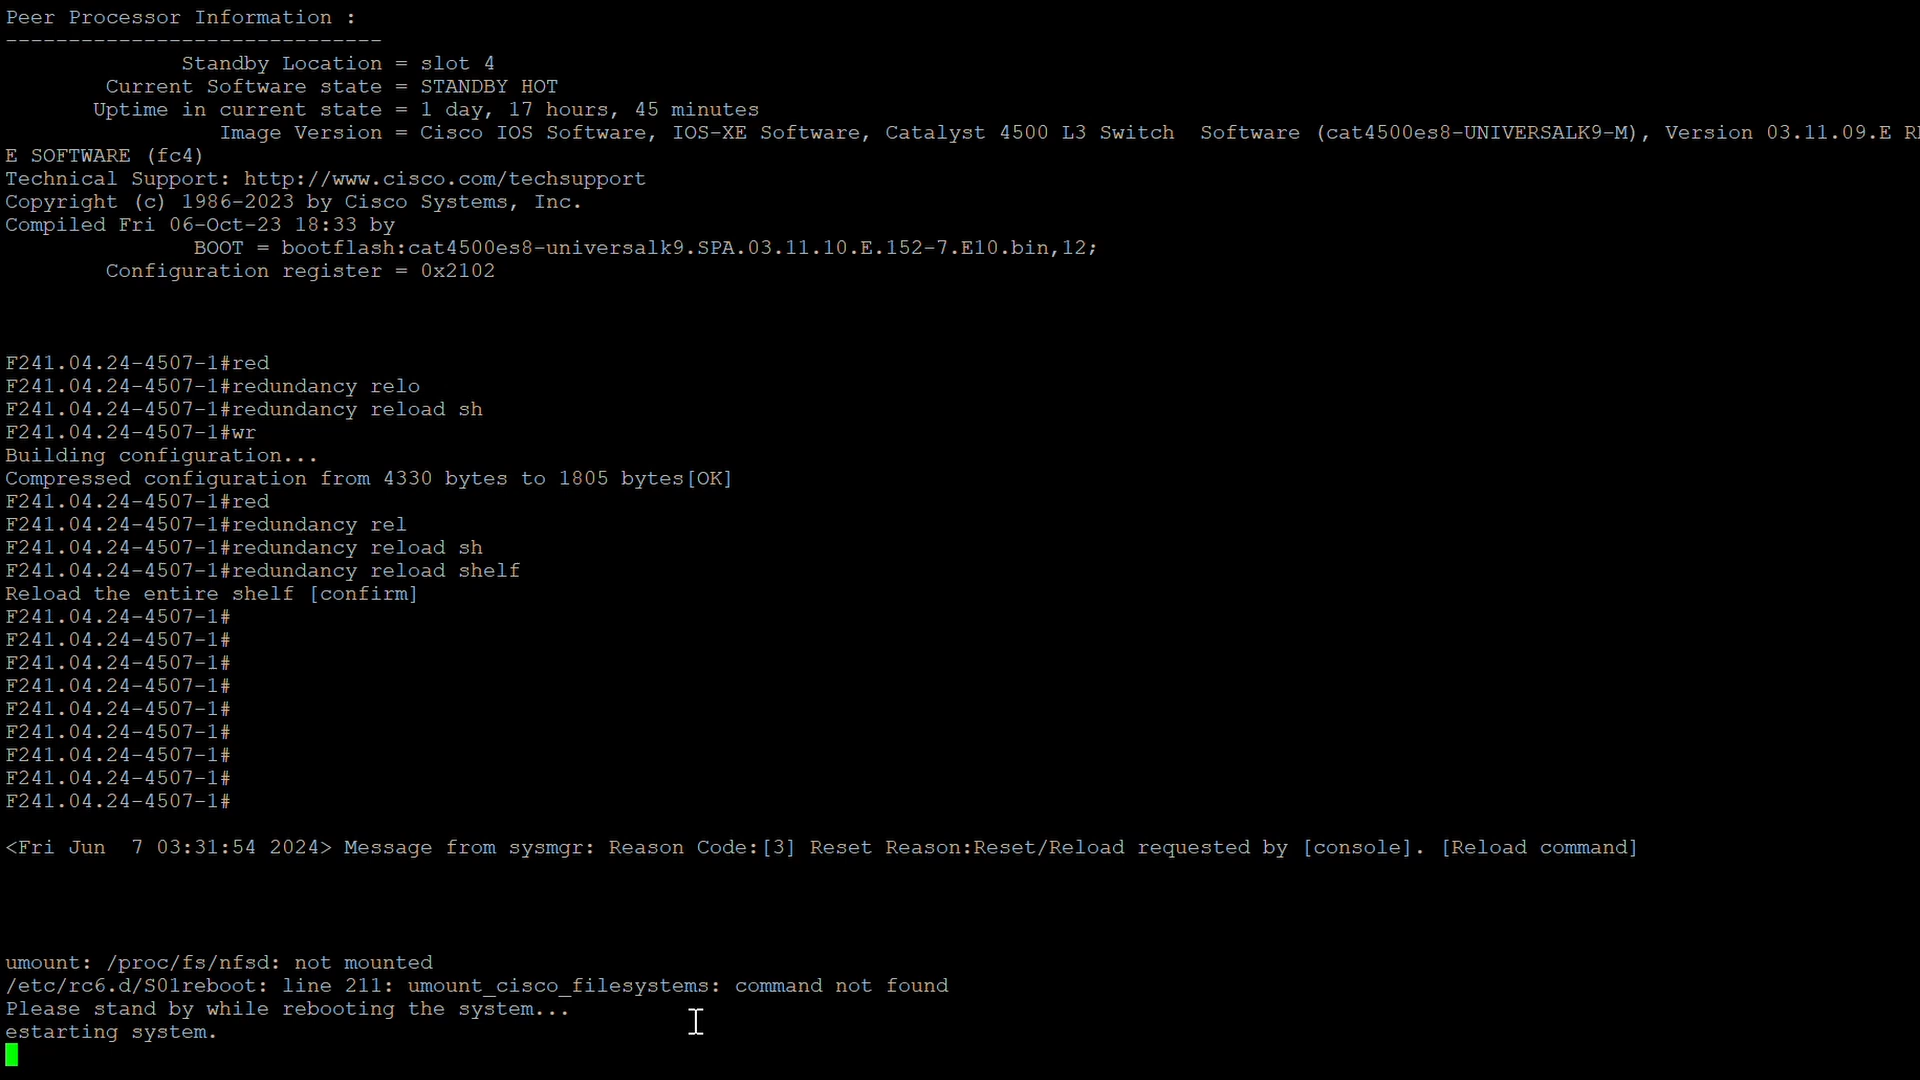 Peer Processor Information :
------------------------------
Standby Location = slot 4
Current Software state = STANDBY HOT
Uptime in current state = 1 day, 17 hours, 45 minutes
Image Version = Cisco IOS Software, IOS-XE Software, Catalyst 4500 L3 Switch  Software (cat4500es8-UNIVERSALK9-M), Version 03.11.09.E
E SOFTWARE (fc4)
Technical Support: http://www.cisco.com/techsupport
Copyright (c) 1986-2023 by Cisco Systems, Inc.
Compiled Fri 06-Oct-23 18:33 by
BOOT = bootflash:cat4500es8-universalk9.SPA.03.11.10.E.152-7.E10.bin,12;
Configuration register = 0x2102
F241.04.24-4507-1#red
F241.04.24-4507-1#redundancy relo
F241.04.24-4507-1#redundancy reload sh
F241.04.24-4507-1#wr
Building configuration...
Compressed configuration from 4330 bytes to 1805 bytes[OK]
F241.04.24-4507-1#red
F241.04.24-4507-1#redundancy rel
F241.04.24-4507-1#redundancy reload sh
F241.04.24-4507-1#redundancy reload shelf
Reload the entire shelf [confirm]
F241.04.24-4507-1#
F241.04.24-4507-1#
F241.04.24-4507-1#
F241.04.24-4507-1#
F241.04.24-4507-1#
F241.04.24-4507-1#
F241.04.24-4507-1#
F241.04.24-4507-1#
F241.04.24-4507-1#
<Fri Jun  7 03:31:54 2024> Message from sysmgr: Reason Code:[3] Reset Reason:Reset/Reload requested by [console]. [Reload command]
umount: /proc/fs/nfsd: not mounted
/etc/rc6.d/S01reboot: line 211: umount_cisco_filesystems: command not found
Please stand by while rebooting the system...
estarting system.